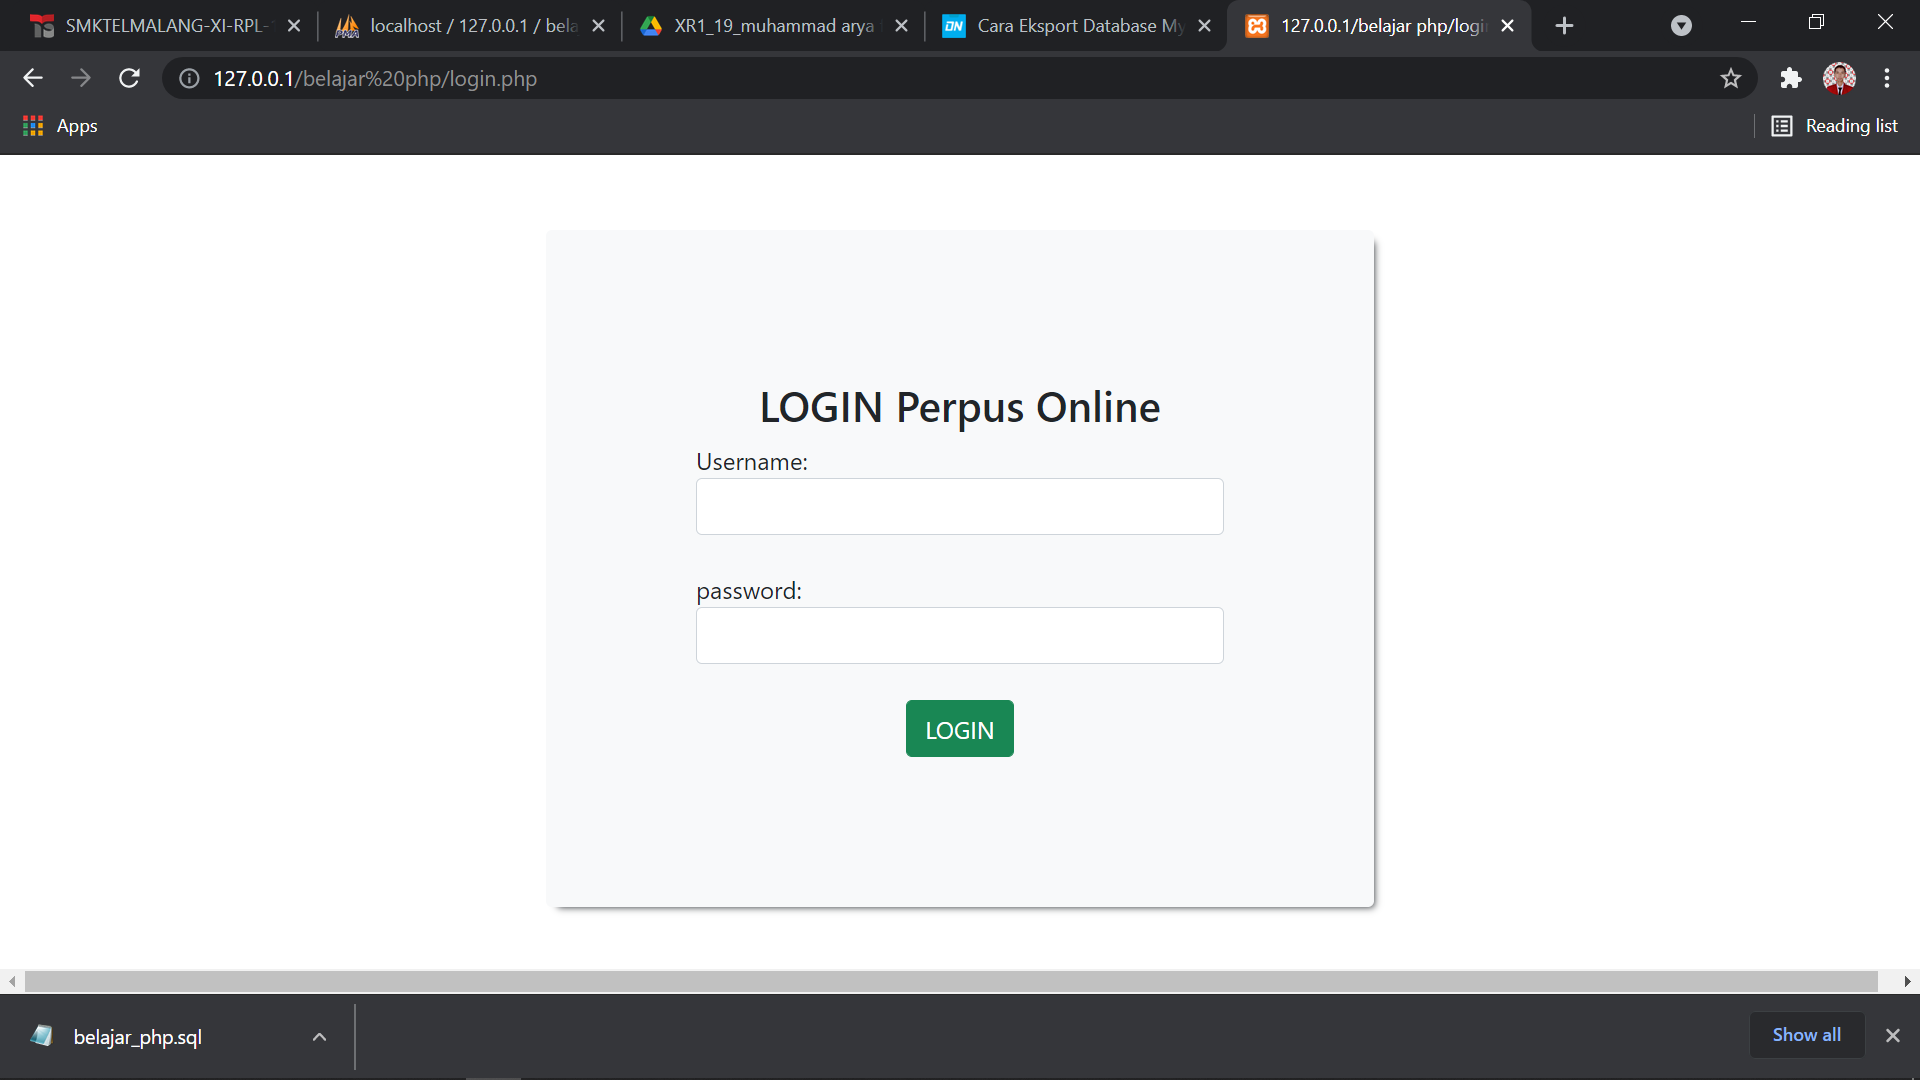 SMKTELMALANG-XI-RPL-
localhost / 127.0.0.1 / bela
XR1_19_muhammad arya
Cara Eksport Database My
127.0.0.1/belajar php/logi
127.0.0.1/belajar%20php/login.php
Apps
Reading list
LOGIN Perpus Online
Username:
password:
LOGIN
belajar_php.sql
Show all